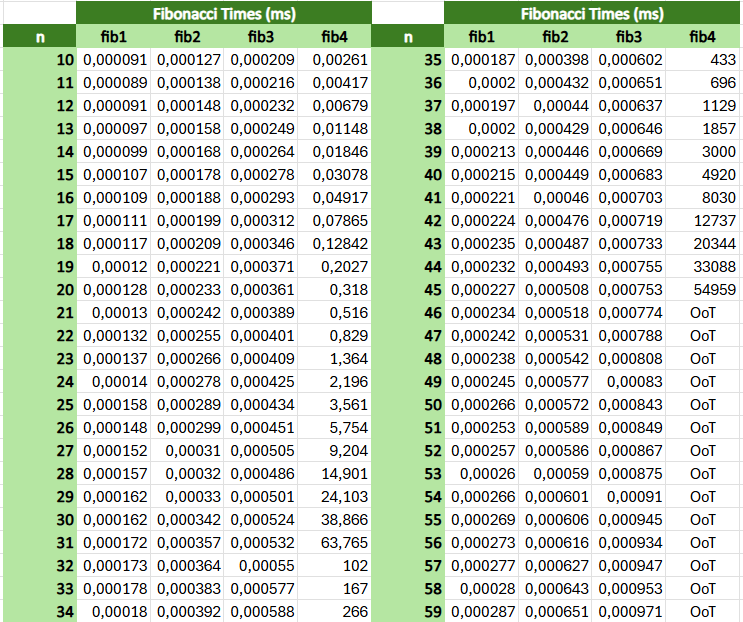 Fibonacci Times (ms) Fibonacci Times (ms)
n fib1 fib2 fib3 fib4 n fib1 fib2 fib3 fib4
10 0,000091 0,000127 0,000209 0,00261 35 0,000187 0,000398 0,000602 433
11 0,000089 0,000138 0,000216 0,00417 36 0,0002 0,000432 0,000651 696
12 0,000091 0,000148 0,000232 0,00679 37 0,000197 0,00044 0,000637 1129
13 0,000097 0,000158 0,000249 0,01148 38 0,0002 0,000429 0,000646 1857
14 0,000099 0,000168 0,000264 0,01846 39 0,000213 0,000446 0,000669 3000
15 0,000107 0,000178 0,000278 0,03078 40 0,000215 0,000449 0,000683 4920
16 0,000109 0,000188 0,000293 0,04917 41 0,000221 0,00046 0,000703 8030
17 0,000111 0,000199 0,000312 0,07865 42 0,000224 0,000476 0,000719 12737
18 0,000117 0,000209 0,000346 0,12842 43 0,000235 0,000487 0,000733 20344
19 0,00012 0,000221 0,000371 0,2027 44 0,000232 0,000493 0,000755 33088
20 0,000128 0,000233 0,000361 0,318 45 0,000227 0,000508 0,000753 54959
21 0,00013 0,000242 0,000389 0,516 46 0,000234 0,000518 0,000774 OoT
22 0,000132 0,000255 0,000401 0,829 47 0,000242 0,000531 0,000788 OoT
23 0,000137 0,000266 0,000409 1,364 48 0,000238 0,000542 0,000808 OoT
24 0,00014 0,000278 0,000425 2,196 49 0,000245 0,000577 0,00083 OoT
25 0,000158 0,000289 0,000434 3,561 50 0,000266 0,000572 0,000843 OoT
26 0,000148 0,000299 0,000451 5,754 51 0,000253 0,000589 0,000849 OoT
27 0,000152 0,00031 0,000505 9,204 52 0,000257 0,000586 0,000867 OoT
28 0,000157 0,00032 0,000486 14,901 53 0,00026 0,00059 0,000875 OoT
29 0,000162 0,00033 0,000501 24,103 54 0,000266 0,000601 0,00091 OoT
30 0,000162 0,000342 0,000524 38,866 55 0,000269 0,000606 0,000945 OoT
31 0,000172 0,000357 0,000532 63,765 56 0,000273 0,000616 0,000934 OoT
32 0,000173 0,000364 0,00055 102 57 0,000277 0,000627 0,000947 OoT
33 0,000178 0,000383 0,000577 167 58 0,00028 0,000643 0,000953 OoT
34 0,00018 0,000392 0,000588 266 59 0,000287 0,000651 0,000971 OoT